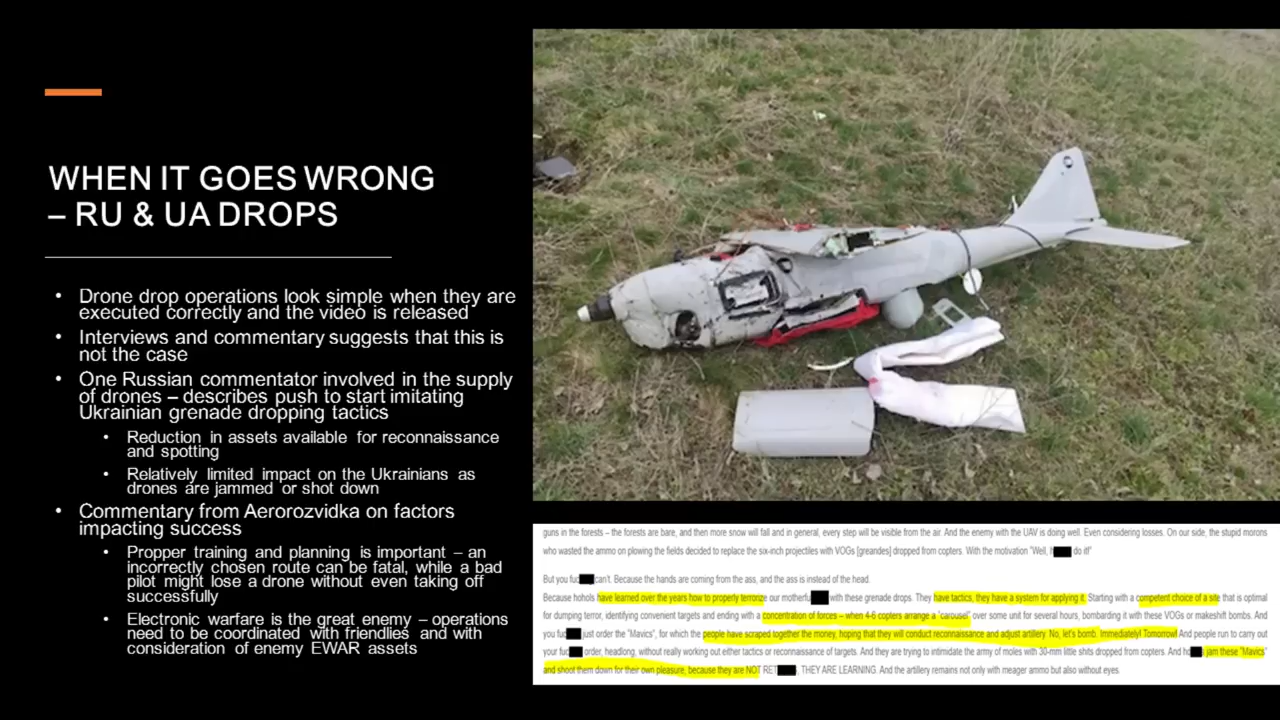 WHEN IT GOES WRONG
– RU & UA DROPS
• Drone drop operations look simple when they are
executed correctly and the video is released
• Interviews and commentary suggests that this is
not the case
• One Russian commentator involved in the supply
of drones – describes push to start imitating
Ukrainian grenade dropping tactics
• Reduction in assets available for reconnaissance
and spotting
• Relatively limited impact on the Ukrainians as
drones are jammed or shot down
• Commentary from Aerorozvidka on factors
impacting success
• Propper training and planning is important – an
incorrectly chosen route can be fatal, while a bad
pilot might lose a drone without even taking off
successfully
• Electronic warfare is the great enemy – operations
need to be coordinated with friendlies and with
consideration of enemy EWAR assets
guns in the forests – the forests are bare, and then more snow will fall and in general, every step will be visible from the air. And the enemy with the UAV is doing well. Even considering losses. On our side, the stupid morons
who wasted the ammo on plowing the fields decided to replace the six-inch projectiles with VOGs [greandes] dropped from copters. With the motivation "Well, h do it!"
But you fuc can't. Because the hands are coming from the ass, and the ass is instead of the head.
Because hohols have learned over the years how to properly terrorize our motherfu with these grenade drops. They have tactics, they have a system for applying it. Starting with a competent choice of a site that is optimal
for dumping terror, identifying convenient targets and ending with a concentration of forces – when 4-6 copters arrange a "carousel" over some unit for several hours, bombarding it with these VOGs or makeshift bombs. And
you fuc just order the "Mavics", for which the people have scraped together the money, hoping that they will conduct reconnaissance and adjust artillery. No, let's bomb. Immediately! Tomorrow! And people run to carry out
your fuc order, headlong, without really working out either tactics or reconnaissance of targets. And they are trying to intimidate the army of moles with 30-mm little shits dropped from copters. And ho jam these "Mavics"
and shoot them down for their own pleasure, because they are NOT RET , THEY ARE LEARNING. And the artillery remains not only with meager ammo but also without eyes.